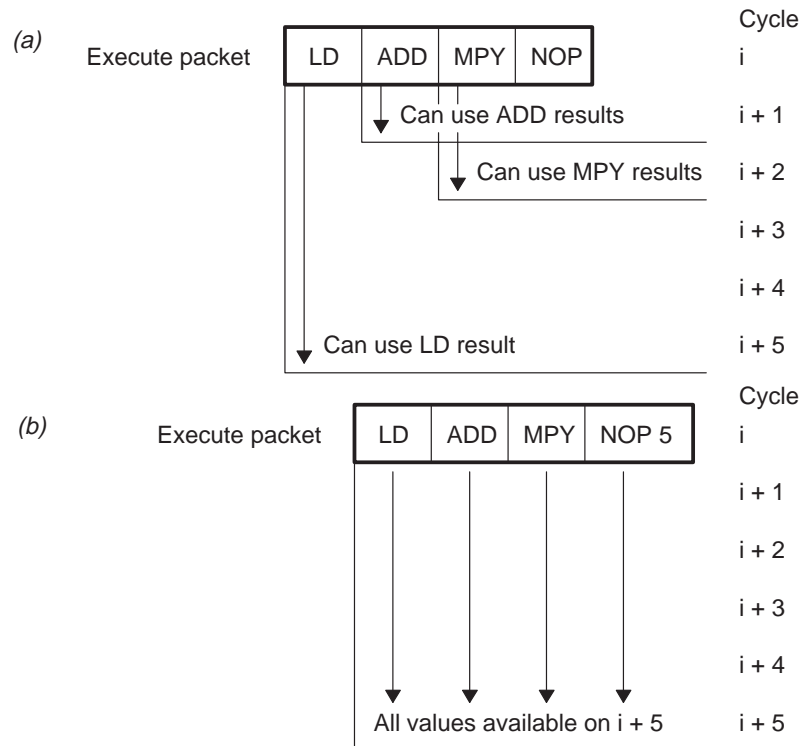 Cycle
(a)
Execute packet LD ADD MPY NOP i
Can use ADD results i + 1
Can use MPY results i + 2
i + 3
i + 4
Can use LD result i + 5
Cycle
(b)
Execute packet LD ADD MPY NOP 5 i
i + 1
i + 2
i + 3
i + 4
All values available on i + 5 i + 5